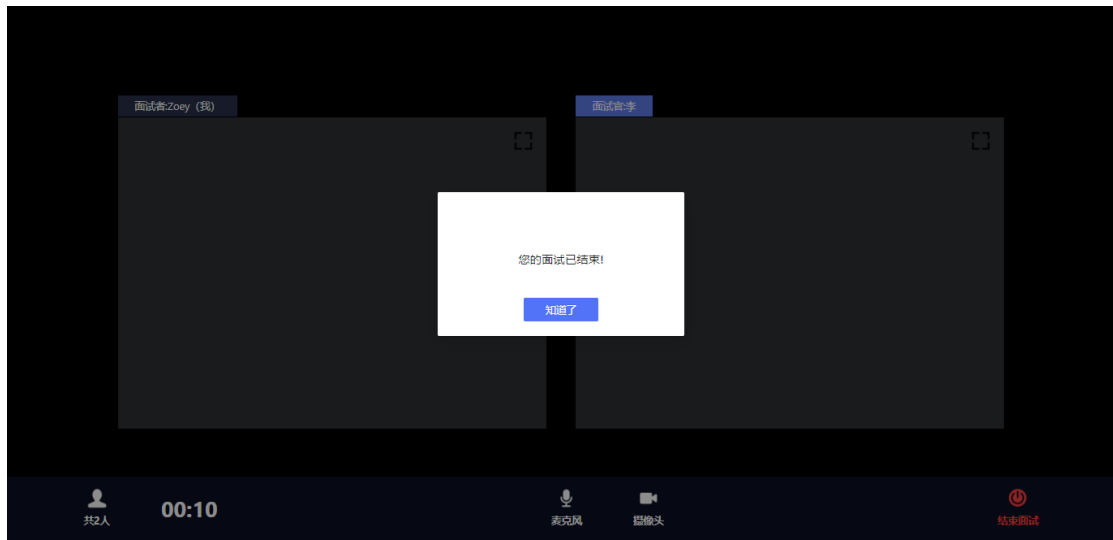 面试者:Zoey（我）
面试官:李
您的面试已结束!
知道了
共2人
00:10
麦克风
摄像头
结束面试